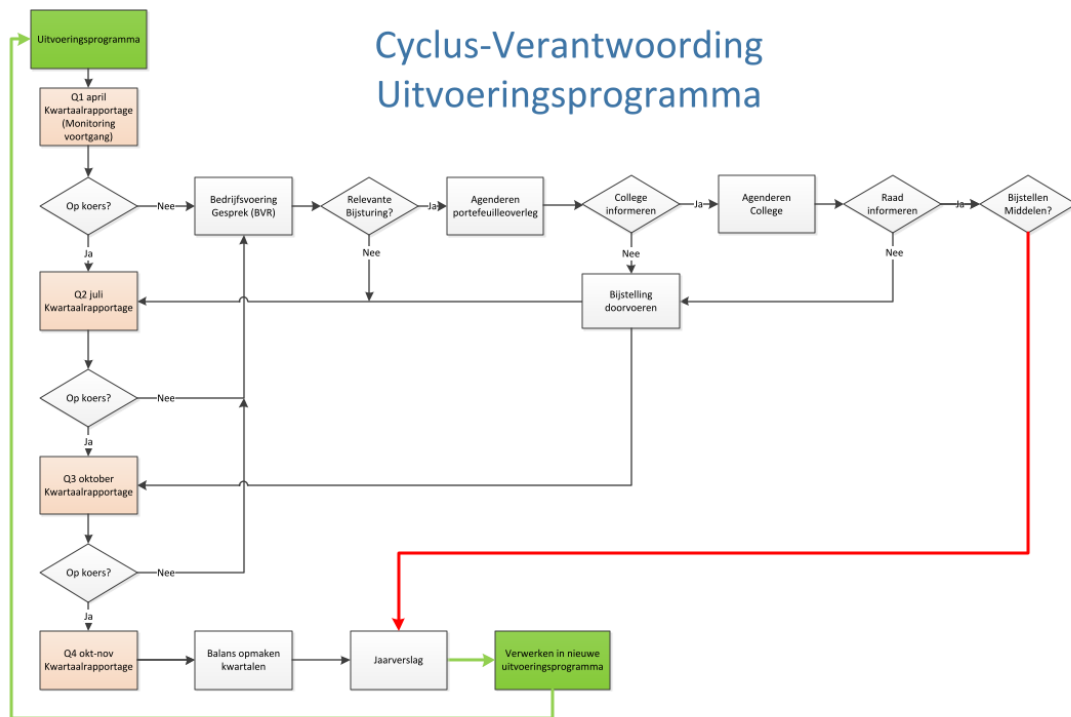 Uitvoeringsprogramma
Cyclus-Verantwoording
Uitvoeringsprogramma
Q1 april
Kwartaalrapportage
(Monitoring
voortgang)
Op koers?
Nee
Bedrijfsvoering
Gesprek (BVR)
Relevante
Bijsturing?
Ja
Agenderen
portefeuilleoverleg
College
informeren
Ja
Agenderen
College
Raad
informeren
Ja
Bijstellen
Middelen?
Ja
Nee
Nee
Nee
Q2 juli
Kwartaalrapportage
Bijstelling
doorvoeren
Op koers?
Nee
Ja
Q3 oktober
Kwartaalrapportage
Op koers?
Nee
Ja
Q4 okt-nov
Kwartaalrapportage
Balans opmaken
kwartalen
Jaarverslag
Verwerken in nieuwe
uitvoeringsprogramma